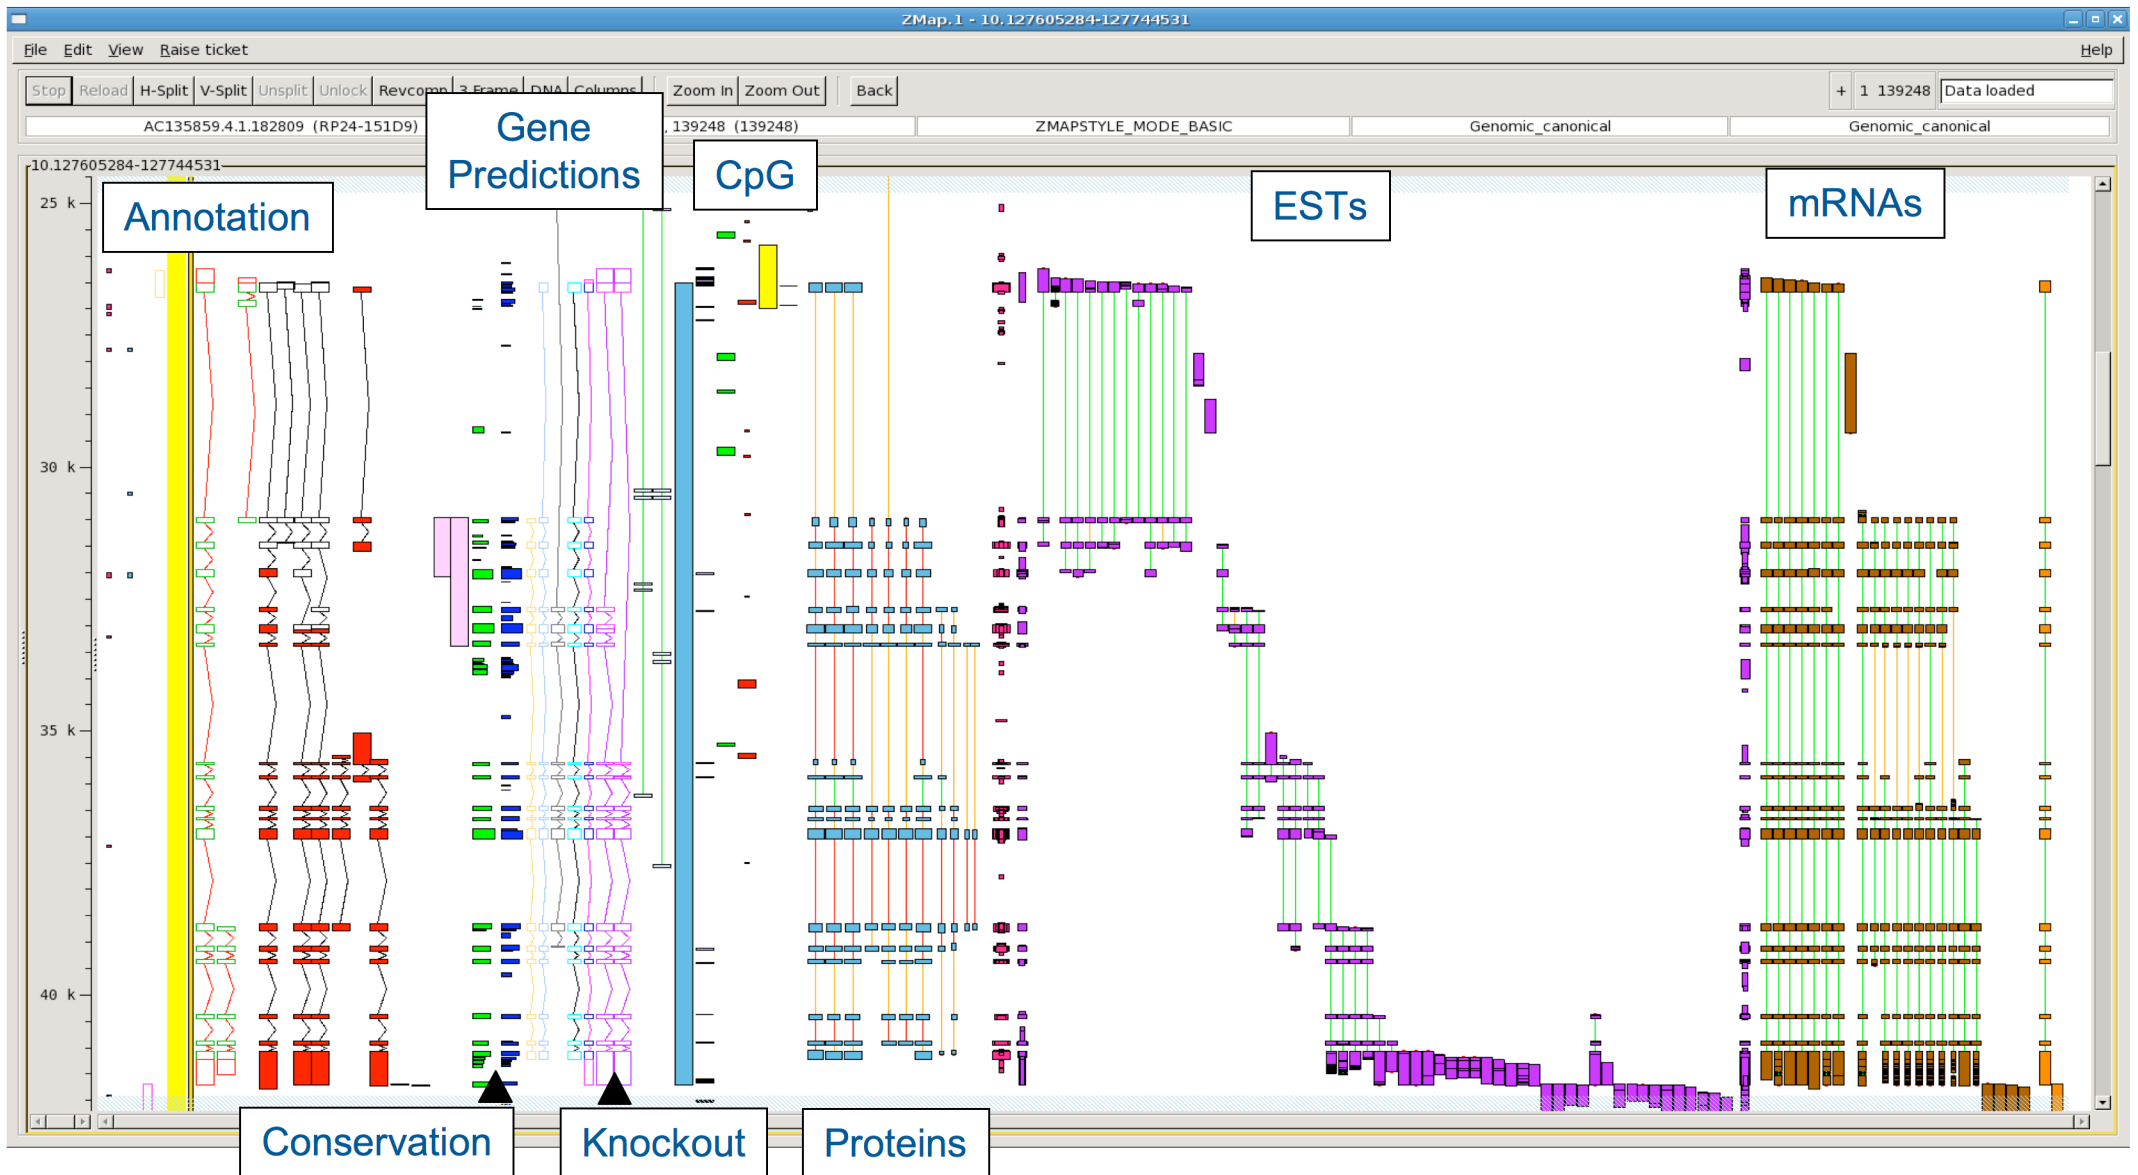 ZMap.1 - 10.127605284-127744531
File Edit View Raise ticket Help
Stop Reload H-Split V-Split Unsplit Unlock Revcomp 3 Frame DNA Columns Zoom In Zoom Out Back + 1 139248 Data loaded
AC135859.4.1.182809 (RP24-151D9) , 139248 (139248) ZMAPSTYLE_MODE_BASIC Genomic_canonical Genomic_canonical
10.127605284-127744531
Gene
Predictions
CpG
Annotation
ESTs
mRNAs
25 k
30 k
35 k
40 k
Conservation
Knockout
Proteins